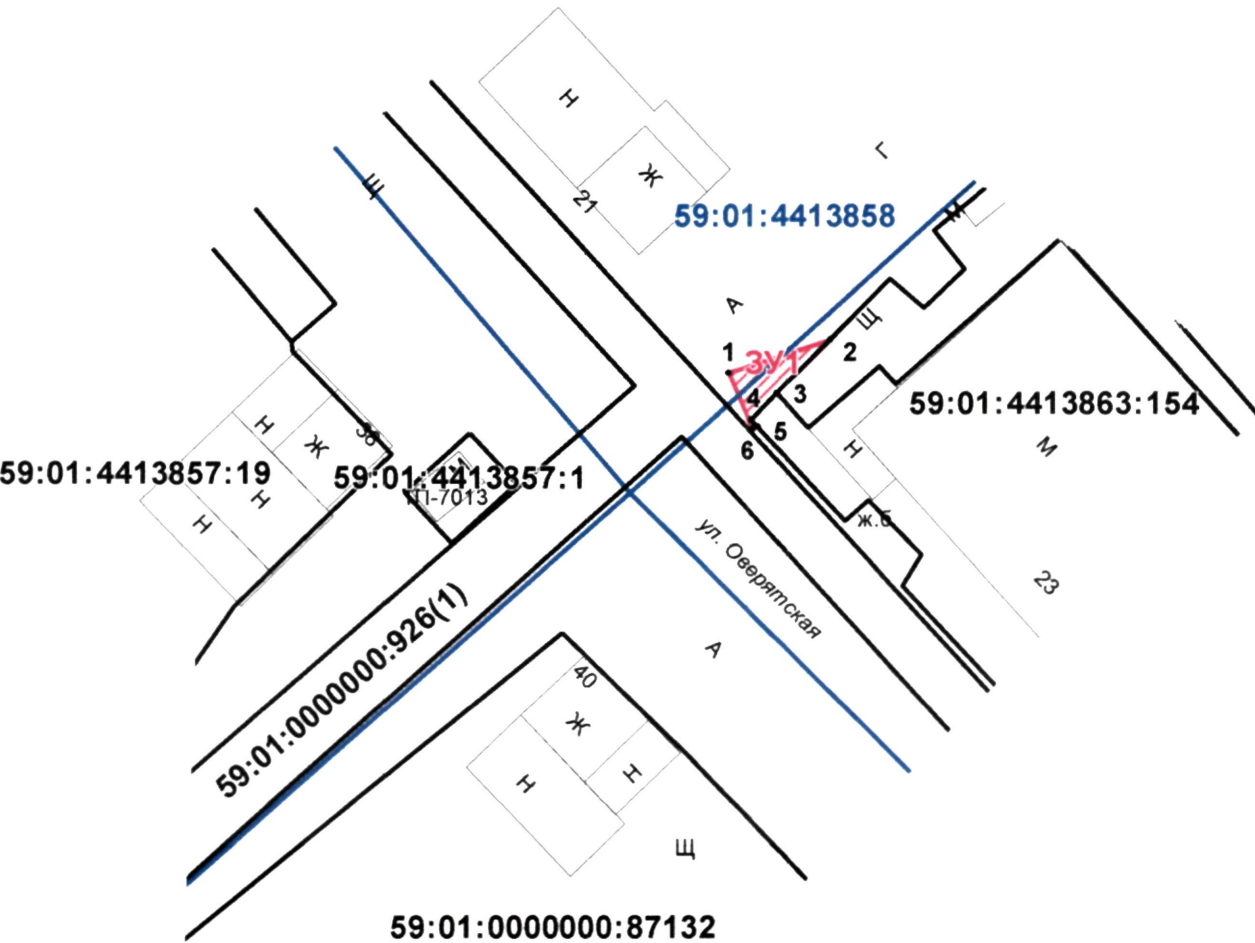 Н
Г
Ж
Щ
21
59:01:4413858
М
А
Щ
1
ЗУ1
2
4
3
59:01:4413863:154
5
6
Н
38
Ж
Н
М
59:01:4413857:19
59:01:4413857:1
ТП-7013
Н
Н
ж.б
ул. Оверятская
23
59:01:0000000:926(1)
А
40
Ж
Н
Н
Щ
59:01:0000000:87132